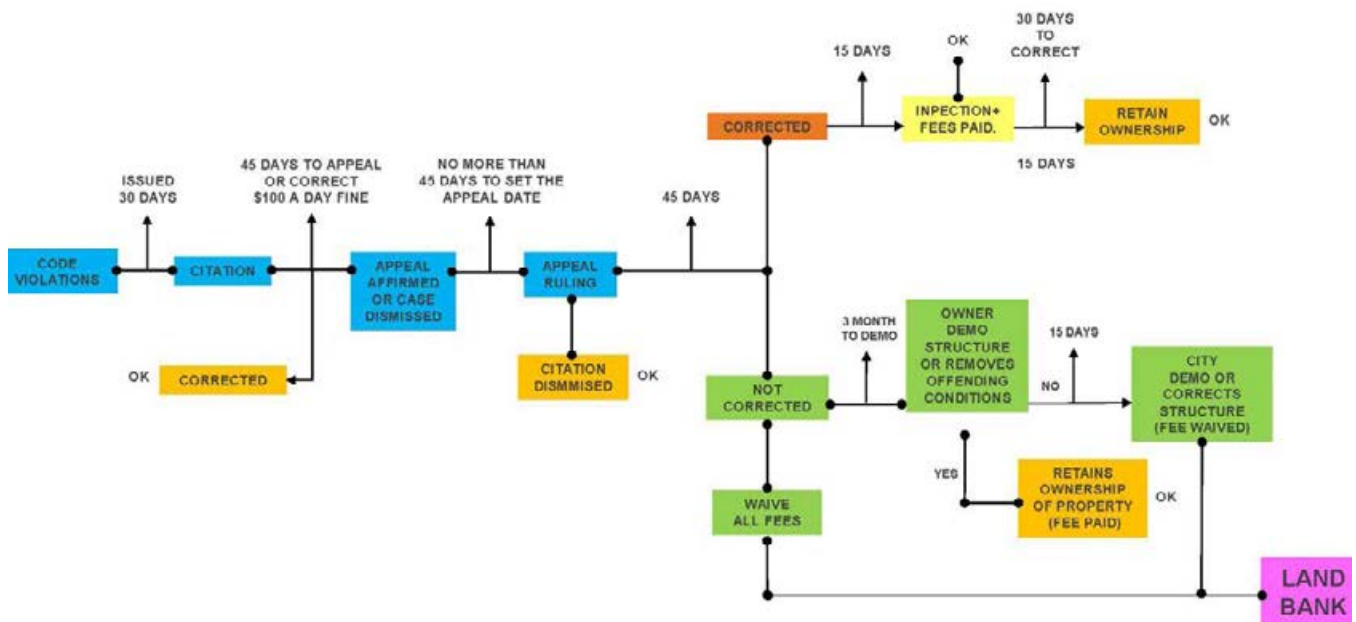 OK
30 DAYS
TO
CORRECT
15 DAYS
CORRECTED
INPECTION+
FEES PAID.
RETAIN
OWNERSHIP
OK
15 DAYS
ISSUED
30 DAYS
45 DAYS TO APPEAL
OR CORRECT
$100 A DAY FINE
NO MORE THAN
45 DAYS TO SET THE
APPEAL DATE
45 DAYS
CODE
VIOLATIONS
CITATION
APPEAL
AFFIRMED
OR CASE
DISMISSED
APPEAL
RULING
OK
CORRECTED
CITATION
DISMMISED
OK
NOT
CORRECTED
3 MONTH
TO DEMO
OWNER
DEMO
STRUCTURE
OR REMOVES
OFFENDING
CONDITIONS
NO
15 DAYS
CITY
DEMO OR
CORRECTS
STRUCTURE
(FEE WAIVED)
YES
RETAINS
OWNERSHIP
OF PROPERTY
(FEE PAID)
OK
WAIVE
ALL FEES
LAND
BANK